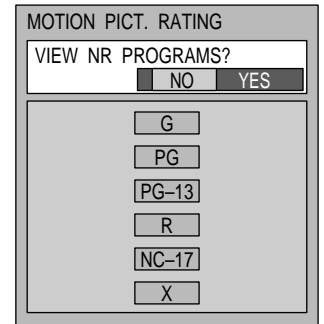 MOTION PICT. RATING
VIEW NR PROGRAMS?
NO YES
G
PG
PG–13
R
NC–17
X